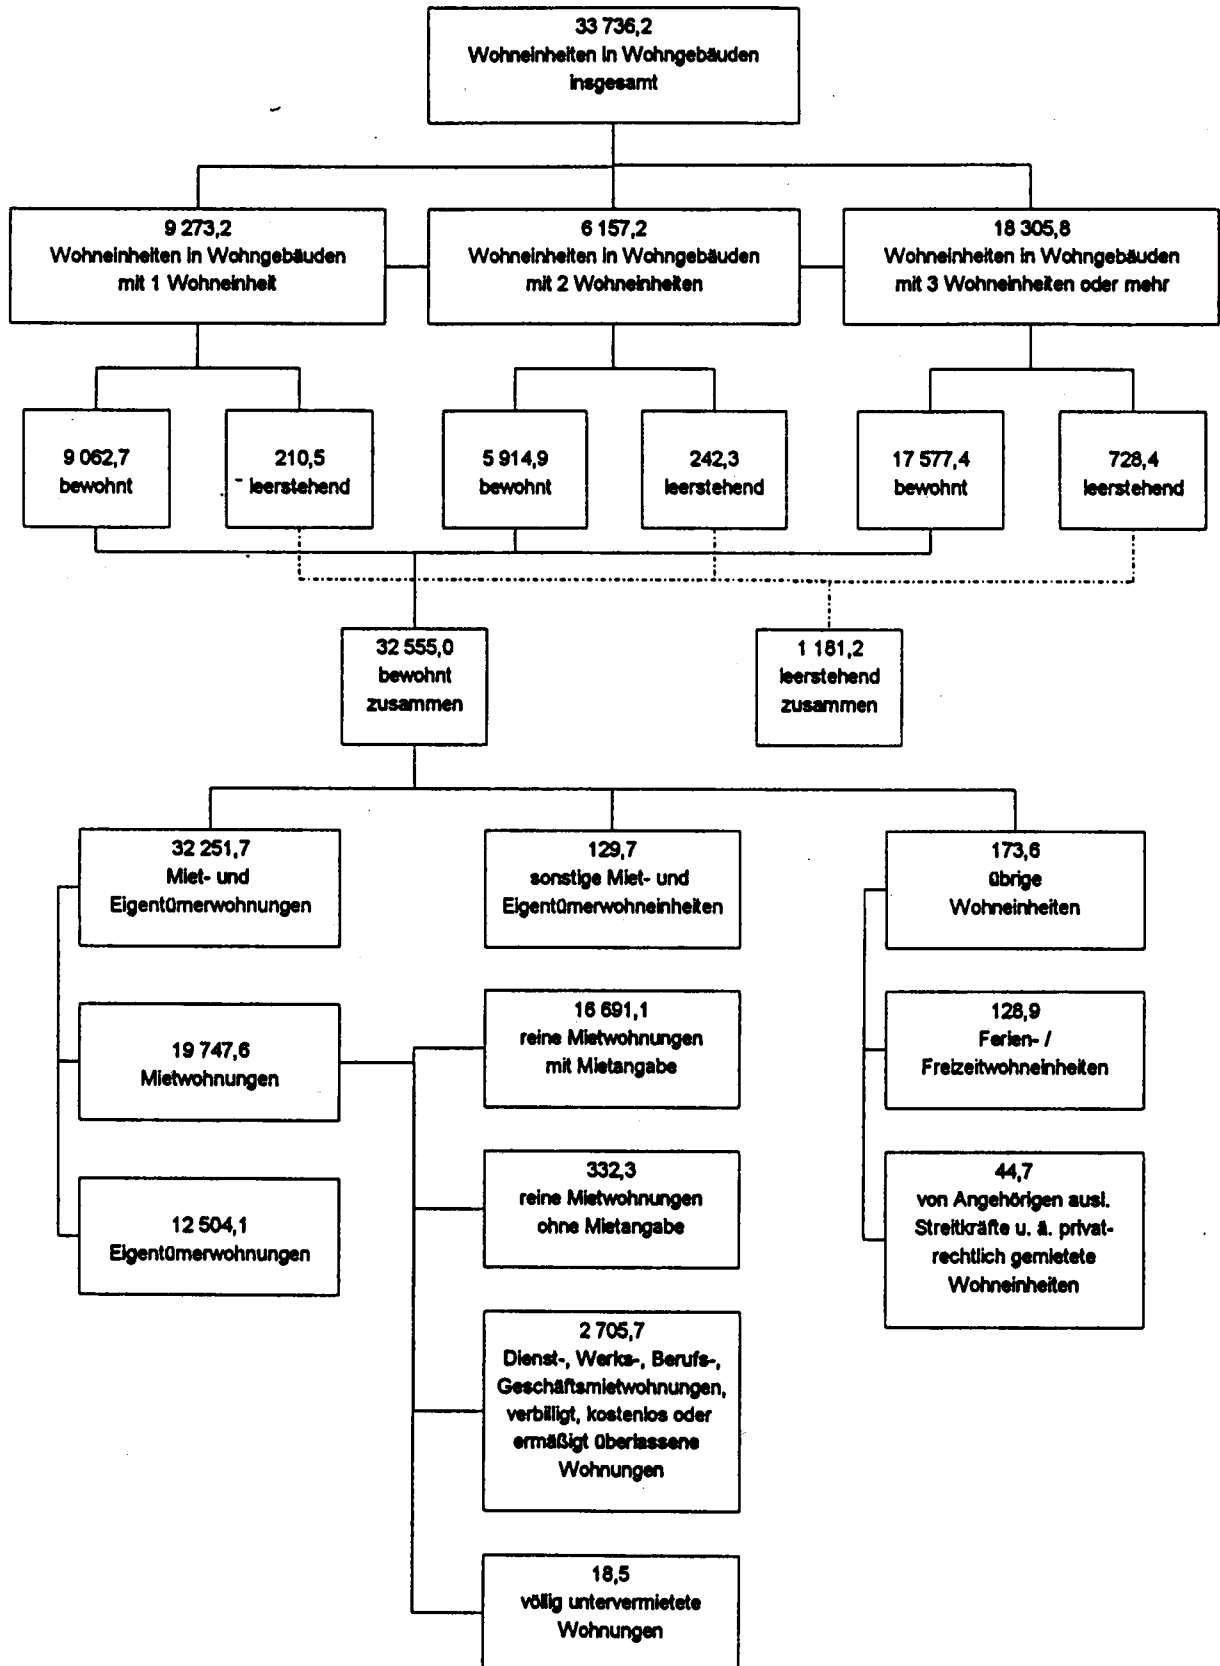 33 736,2
Wohneinheiten in Wohngebäuden
insgesamt
9 273,2
Wohneinheiten in Wohngebäuden
mit 1 Wohneinheit
6 157,2
Wohneinheiten in Wohngebäuden
mit 2 Wohneinheiten
18 305,8
Wohneinheiten in Wohngebäuden
mit 3 Wohneinheiten oder mehr
9 062,7
bewohnt
210,5
leerstehend
5 914,9
bewohnt
242,3
leerstehend
17 577,4
bewohnt
728,4
leerstehend
32 555,0
bewohnt
zusammen
1 181,2
leerstehend
zusammen
32 251,7
Miet- und
Eigentümerwohnungen
129,7
sonstige Miet- und
Eigentümerwohneinheiten
173,6
übrige
Wohneinheiten
19 747,6
Mietwohnungen
16 691,1
reine Mietwohnungen
mit Mietangabe
128,9
Ferien- /
Freizeitwohneinheiten
12 504,1
Eigentümerwohnungen
332,3
reine Mietwohnungen
ohne Mietangabe
44,7
von Angehörigen ausl.
Streitkräfte u. ä. privat-
rechtlich gemietete
Wohneinheiten
2 705,7
Dienst-, Werks-, Berufs-,
Geschäftsmietwohnungen,
verbilligt, kostenlos oder
ermäßigt überlassene
Wohnungen
18,5
völlig untervermietete
Wohnungen